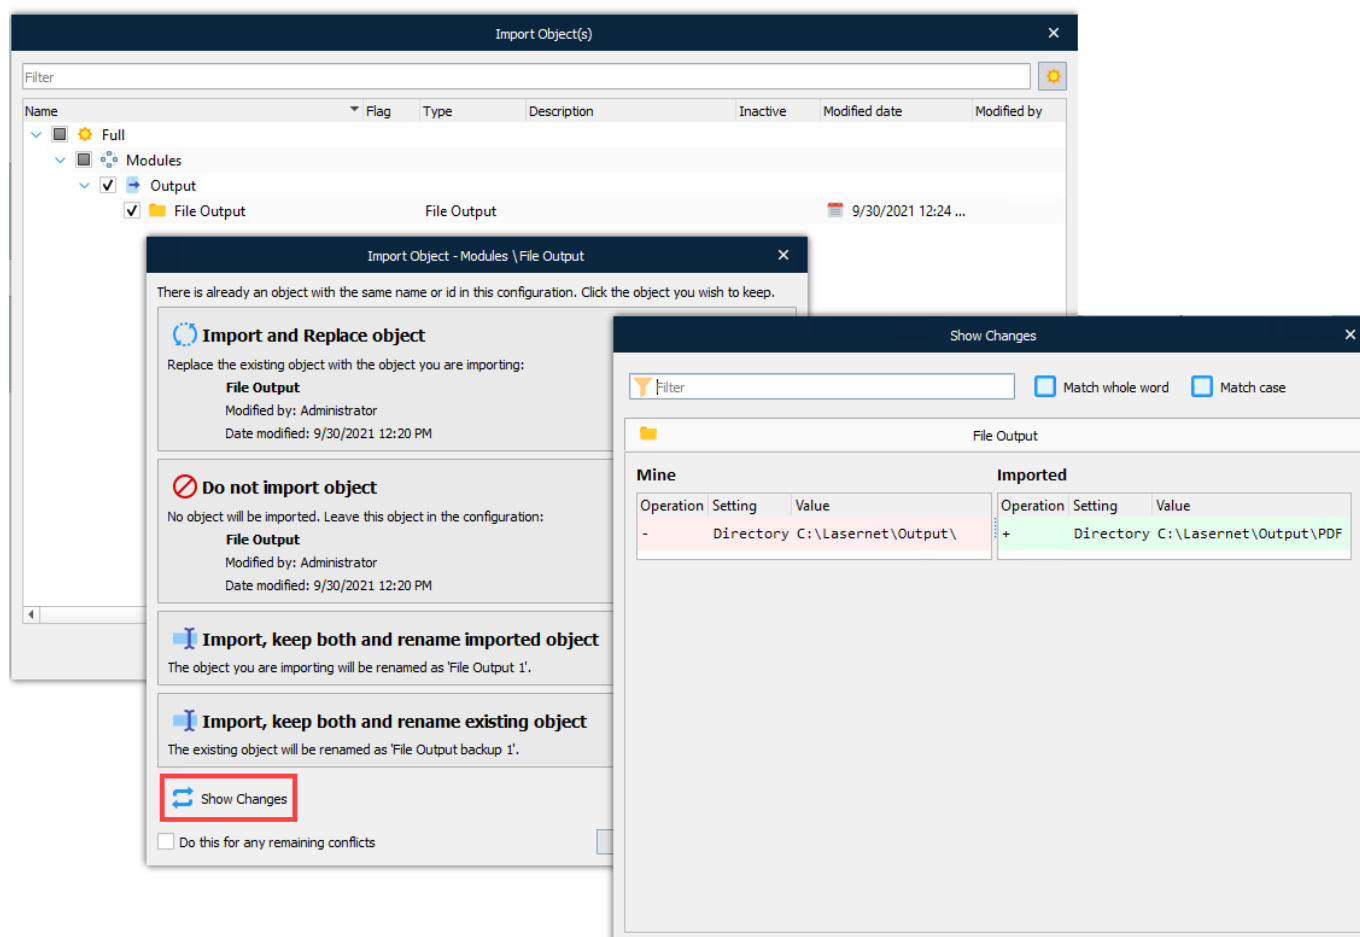 Import Object(s)
Filter
Name Flag Type Description Inactive Modified date Modified by
Full
Modules
Output
File Output File Output 9/30/2021 12:24 ...
Import Object - Modules \ File Output
There is already an object with the same name or id in this configuration. Click the object you wish to keep.
Import and Replace object
Replace the existing object with the object you are importing:
File Output
Modified by: Administrator
Date modified: 9/30/2021 12:20 PM
Do not import object
No object will be imported. Leave this object in the configuration:
File Output
Modified by: Administrator
Date modified: 9/30/2021 12:20 PM
Import, keep both and rename imported object
The object you are importing will be renamed as 'File Output 1'.
Import, keep both and rename existing object
The existing object will be renamed as 'File Output backup 1'.
Show Changes
Do this for any remaining conflicts
Show Changes
Filter Match whole word Match case
File Output
Mine Imported
Operation Setting Value Operation Setting Value
- Directory C:\Lasernet\Output\ + Directory C:\Lasernet\Output\PDF